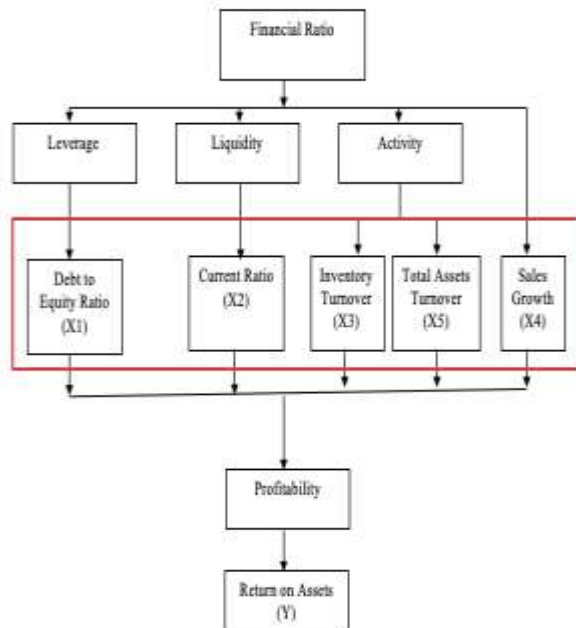 Financial Ratio
Leverage
Liquidity
Activity
Debt to
Equity Ratio
(X1)
Current Ratio
(X2)
Inventory
Turnover
(X3)
Total Assets
Turnover
(X5)
Sales
Growth
(X4)
Profitability
Return on Assets
(Y)